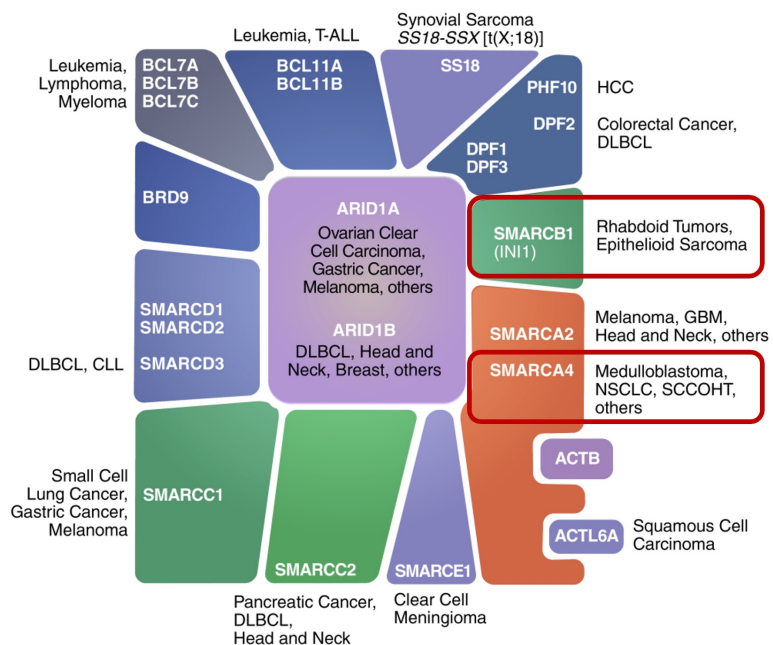 Leukemia, T-ALL
Synovial Sarcoma
SS18-SSX [t(X;18)]
Leukemia,
Lymphoma,
Myeloma
BCL7A
BCL7B
BCL7C
BCL11A
BCL11B
SS18
PHF10
HCC
DPF2
Colorectal Cancer,
DLBCL
DPF1
DPF3
BRD9
ARID1A
Ovarian Clear
Cell Carcinoma,
Gastric Cancer,
Melanoma, others
ARID1B
DLBCL, Head and
Neck, Breast, others
SMARCB1
(INI1)
Rhabdoid Tumors,
Epithelioid Sarcoma
SMARCD1
SMARCD2
SMARCD3
DLBCL, CLL
SMARCA2
Melanoma, GBM,
Head and Neck, others
SMARCA4
Medulloblastoma,
NSCLC, SCCOHT,
others
ACTB
ACTL6A
Squamous Cell
Carcinoma
Small Cell
Lung Cancer,
Gastric Cancer,
Melanoma
SMARCC1
SMARCC2
SMARCE1
Pancreatic Cancer,
DLBCL,
Head and Neck
Clear Cell
Meningioma